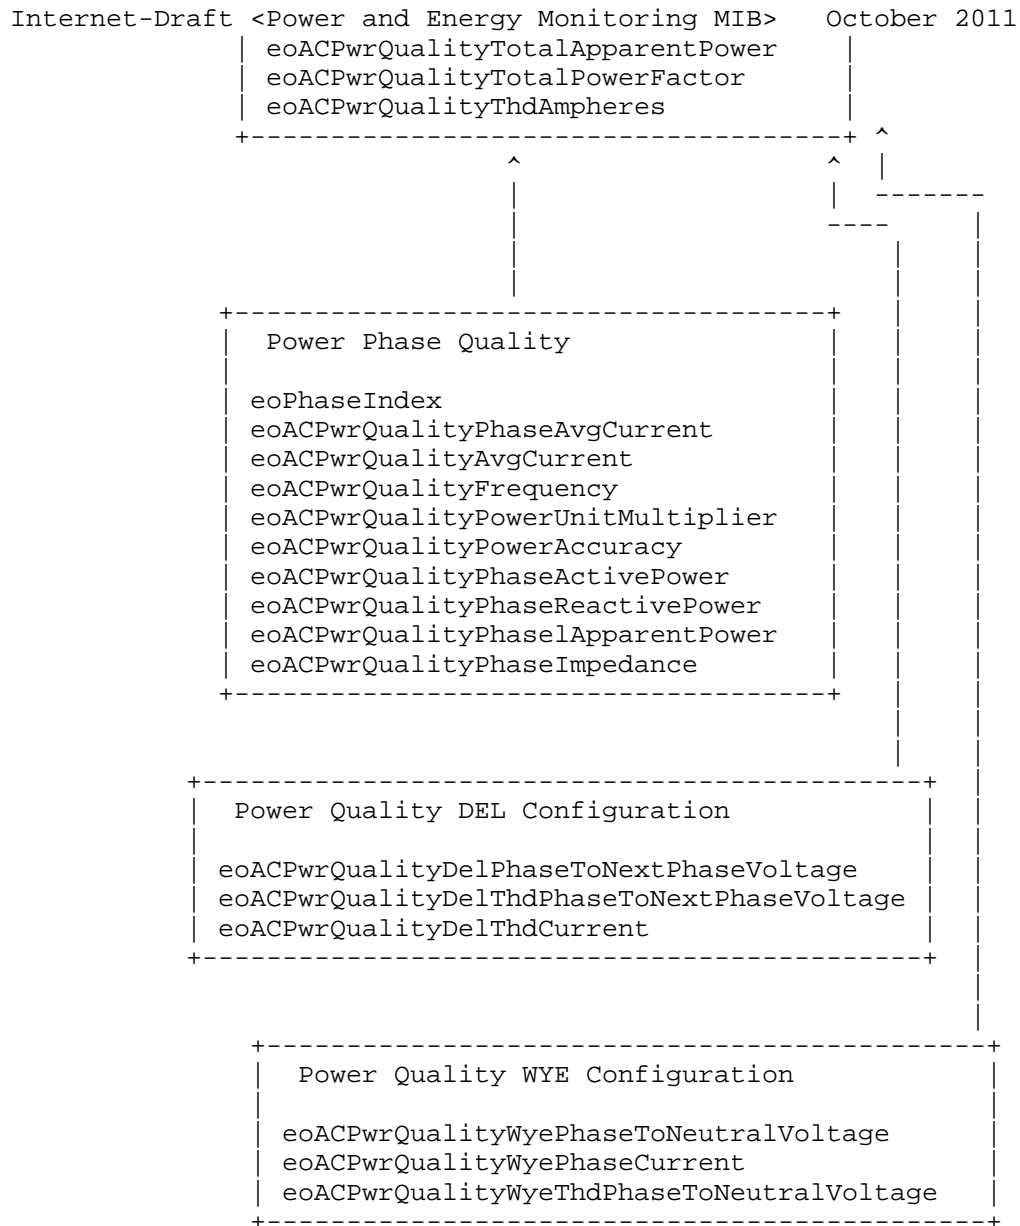 Internet-Draft <Power and Energy Monitoring MIB> October 2011
eoACPwrQualityTotalApparentPower
eoACPwrQualityTotalPowerFactor
eoACPwrQualityThdAmpheres
Power Phase Quality
eoPhaseIndex
eoACPwrQualityPhaseAvgCurrent
eoACPwrQualityAvgCurrent
eoACPwrQualityFrequency
eoACPwrQualityPowerUnitMultiplier
eoACPwrQualityPowerAccuracy
eoACPwrQualityPhaseActivePower
eoACPwrQualityPhaseReactivePower
eoACPwrQualityPhaselApparentPower
eoACPwrQualityPhaseImpedance
Power Quality DEL Configuration
eoACPwrQualityDelPhaseToNextPhaseVoltage
eoACPwrQualityDelThdPhaseToNextPhaseVoltage
eoACPwrQualityDelThdCurrent
Power Quality WYE Configuration
eoACPwrQualityWyePhaseToNeutralVoltage
eoACPwrQualityWyePhaseCurrent
eoACPwrQualityWyeThdPhaseToNeutralVoltage